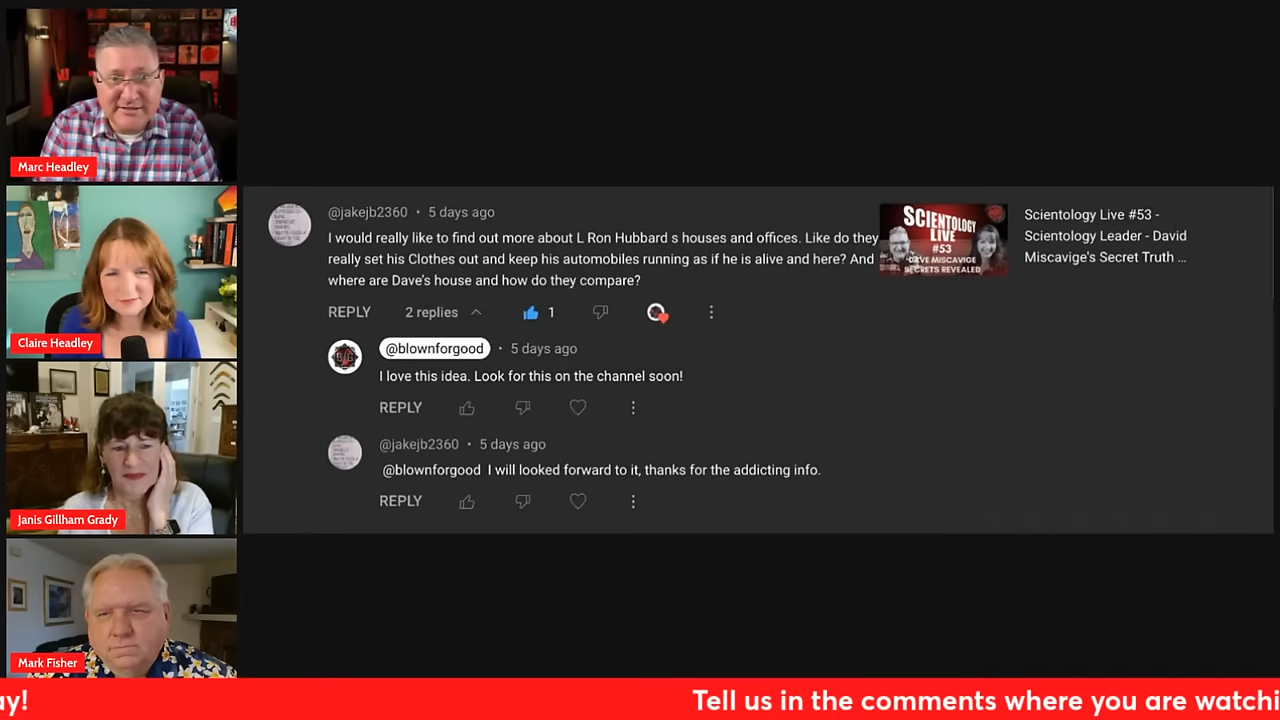 Marc Headley
Claire Headley
Janis Gillham Grady
Mark Fisher
@jakejb2360 • 5 days ago
I would really like to find out more about L Ron Hubbard s houses and offices. Like do they
really set his Clothes out and keep his automobiles running as if he is alive and here? And
where are Dave's house and how do they compare?
REPLY 2 replies 1
@blownforgood • 5 days ago
I love this idea. Look for this on the channel soon!
REPLY
@jakejb2360 • 5 days ago
@blownforgood I will looked forward to it, thanks for the addicting info.
REPLY
SCIENTOLOGY
LIVE
#53
DAVE MISCAVIGE
SECRETS REVEALED
Scientology Live #53 -
Scientology Leader - David
Miscavige's Secret Truth ...
ay! Tell us in the comments where you are watchi